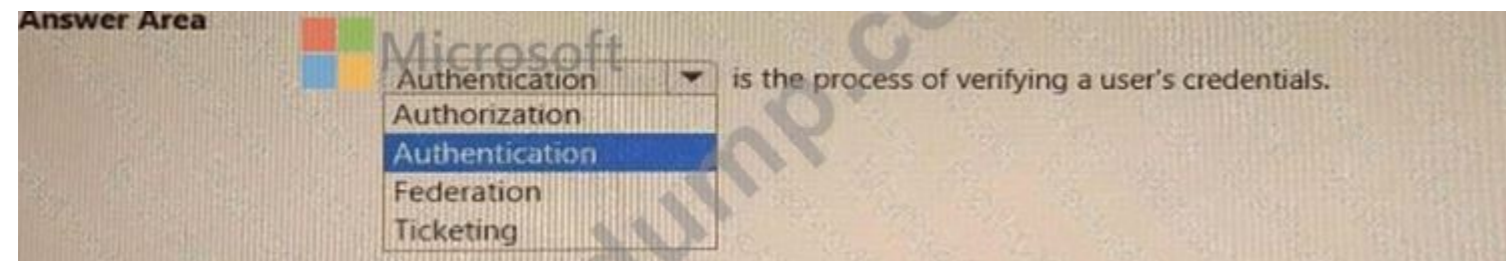 Answer Area
Microsoft
Authentication is the process of verifying a user's credentials.
Authorization
Authentication
Federation
Ticketing